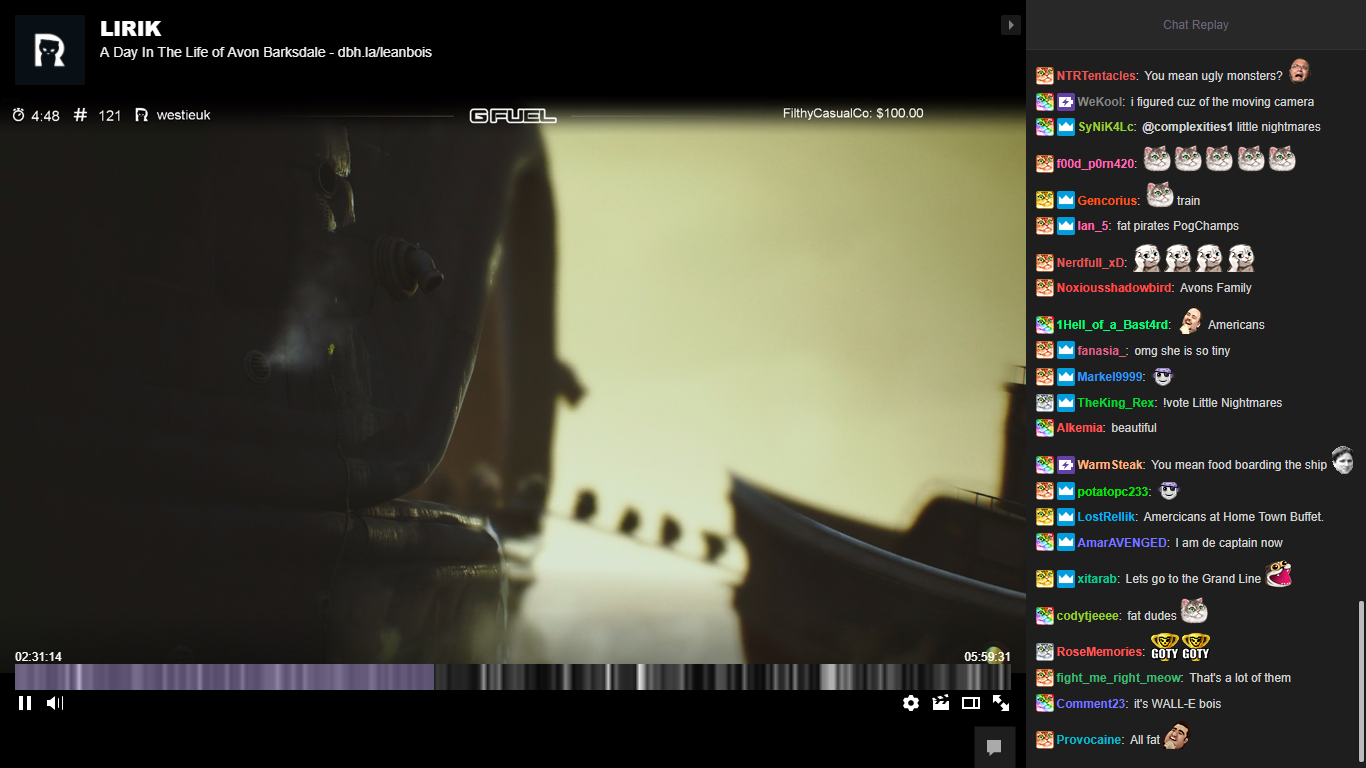 LIRIK
A Day In The Life of Avon Barksdale - dbh.la/leanbois
4:48 # 121 westieuk
G FUEL
FilthyCasualCo: $100.00
02:31:14
05:59:31
Chat Replay
NTRTentacles: You mean ugly monsters?
WeKool: i figured cuz of the moving camera
SyNiK4Lc: @complexities1 little nightmares
f00d_p0rn420:
Gencorius: train
Ian_5: fat pirates PogChamps
Nerdfull_xD:
Noxiousshadowbird: Avons Family
1Hell_of_a_Bast4rd: Americans
fanasia_: omg she is so tiny
Markel9999:
TheKing_Rex: !vote Little Nightmares
Alkemia: beautiful
WarmSteak: You mean food boarding the ship
potatopc233:
LostRellik: Amercicans at Home Town Buffet.
AmarAVENGED: I am de captain now
xitarab: Lets go to the Grand Line
codytjeeee: fat dudes
RoseMemories: GOTY GOTY
fight_me_right_meow: That's a lot of them
Comment23: it's WALL-E bois
Provocaine: All fat